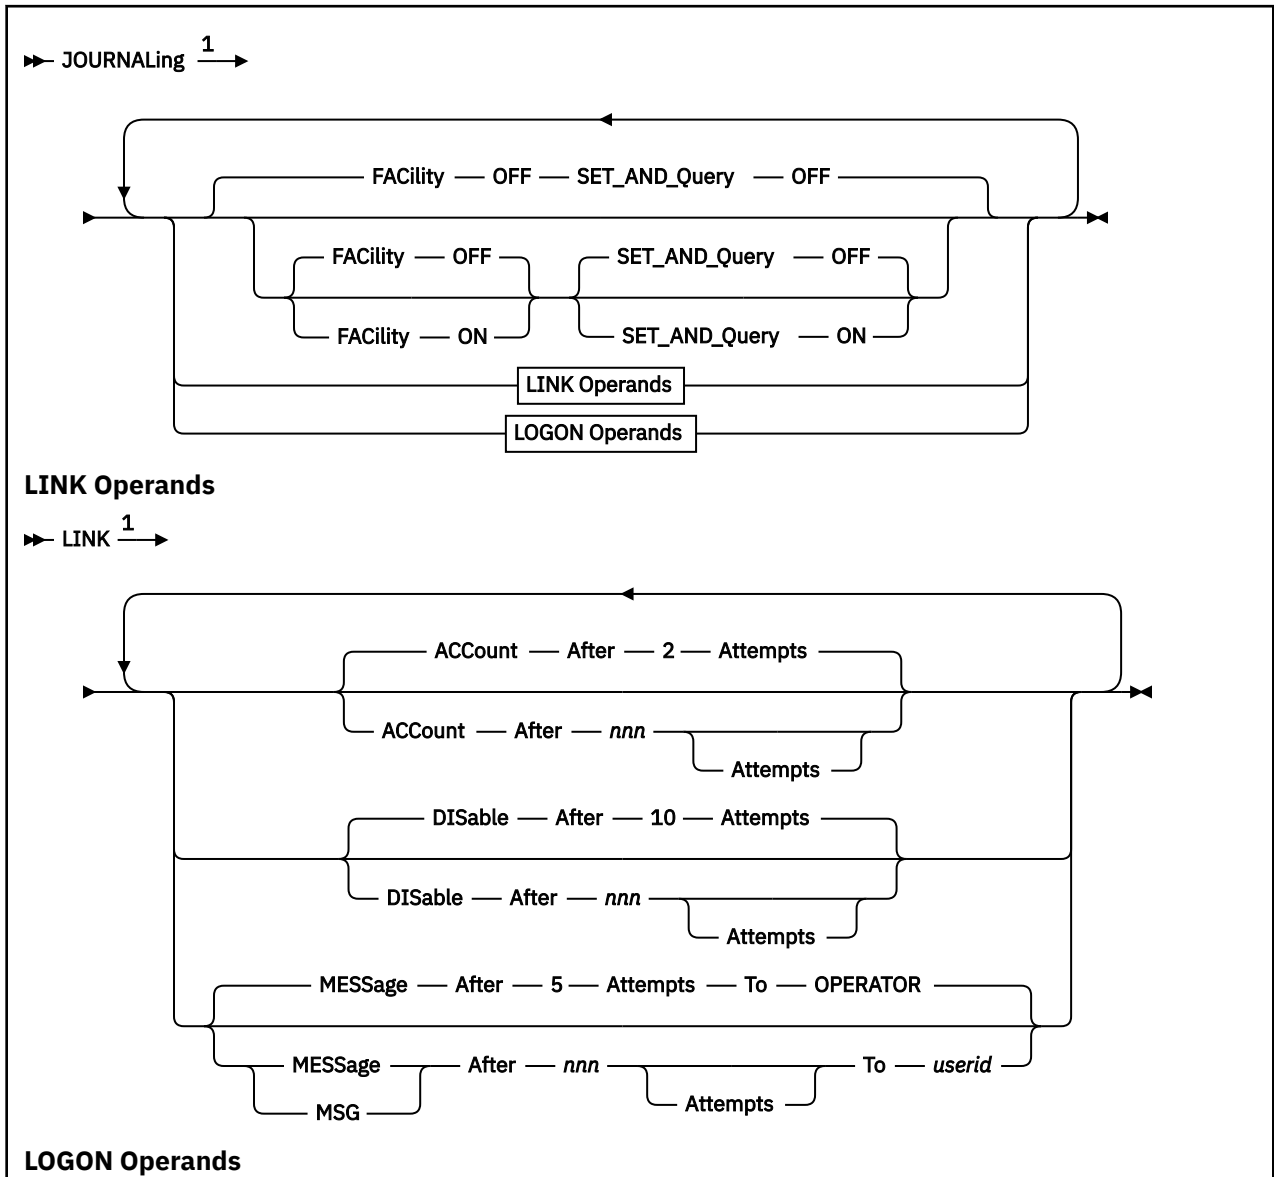 JOURNALing 1
FACility OFF SET_AND_Query OFF
FACility OFF SET_AND_Query OFF
FACility ON SET_AND_Query ON
LINK Operands
LOGON Operands
LINK Operands
LINK 1
ACCount After 2 Attempts
ACCount After nnn
Attempts
DISable After 10 Attempts
DISable After nnn
Attempts
MESSage After 5 Attempts To OPERATOR
MESSage After nnn To userid
MSG Attempts
LOGON Operands